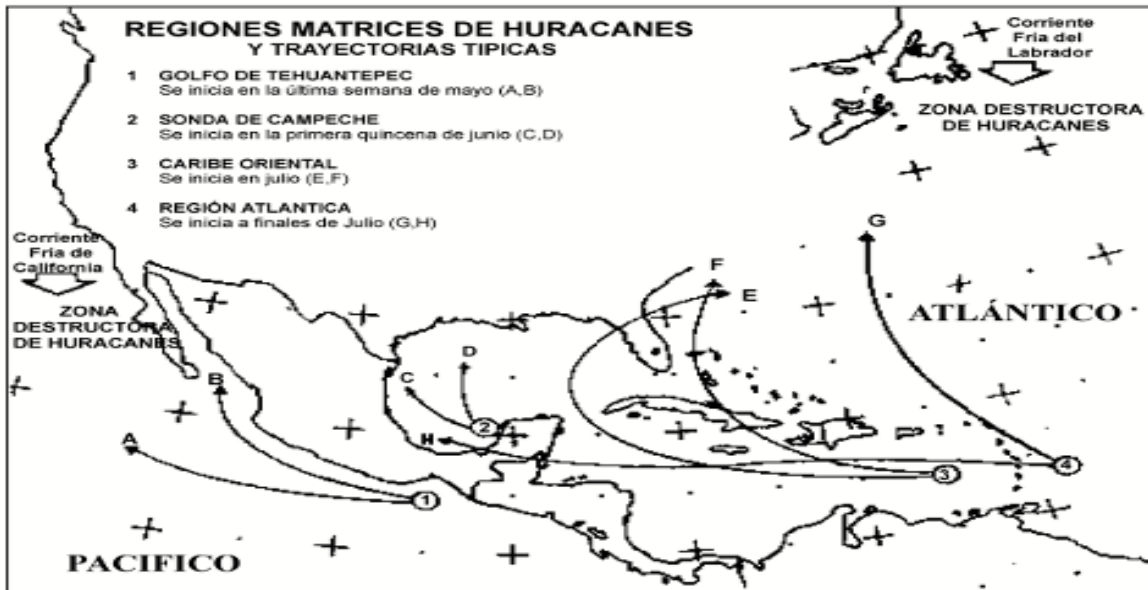 REGIONES MATRICES DE HURACANES
Y TRAYECTORIAS TIPICAS
1 GOLFO DE TEHUANTEPEC
Se inicia en la última semana de mayo (A,B)
2 SONDA DE CAMPECHE
Se inicia en la primera quincena de junio (C,D)
3 CARIBE ORIENTAL
Se inicia en julio (E,F)
4 REGIÓN ATLANTICA
Se inicia a finales de Julio (G,H)
Corriente
Fría del
Labrador
ZONA DESTRUCTORA
DE HURACANES
Corriente
Fría de
California
ZONA
DESTRUCTORA
DE HURACANES
G
F
E
ATLÁNTICO
D
C
B
2
H
A
4
3
1
PACIFICO